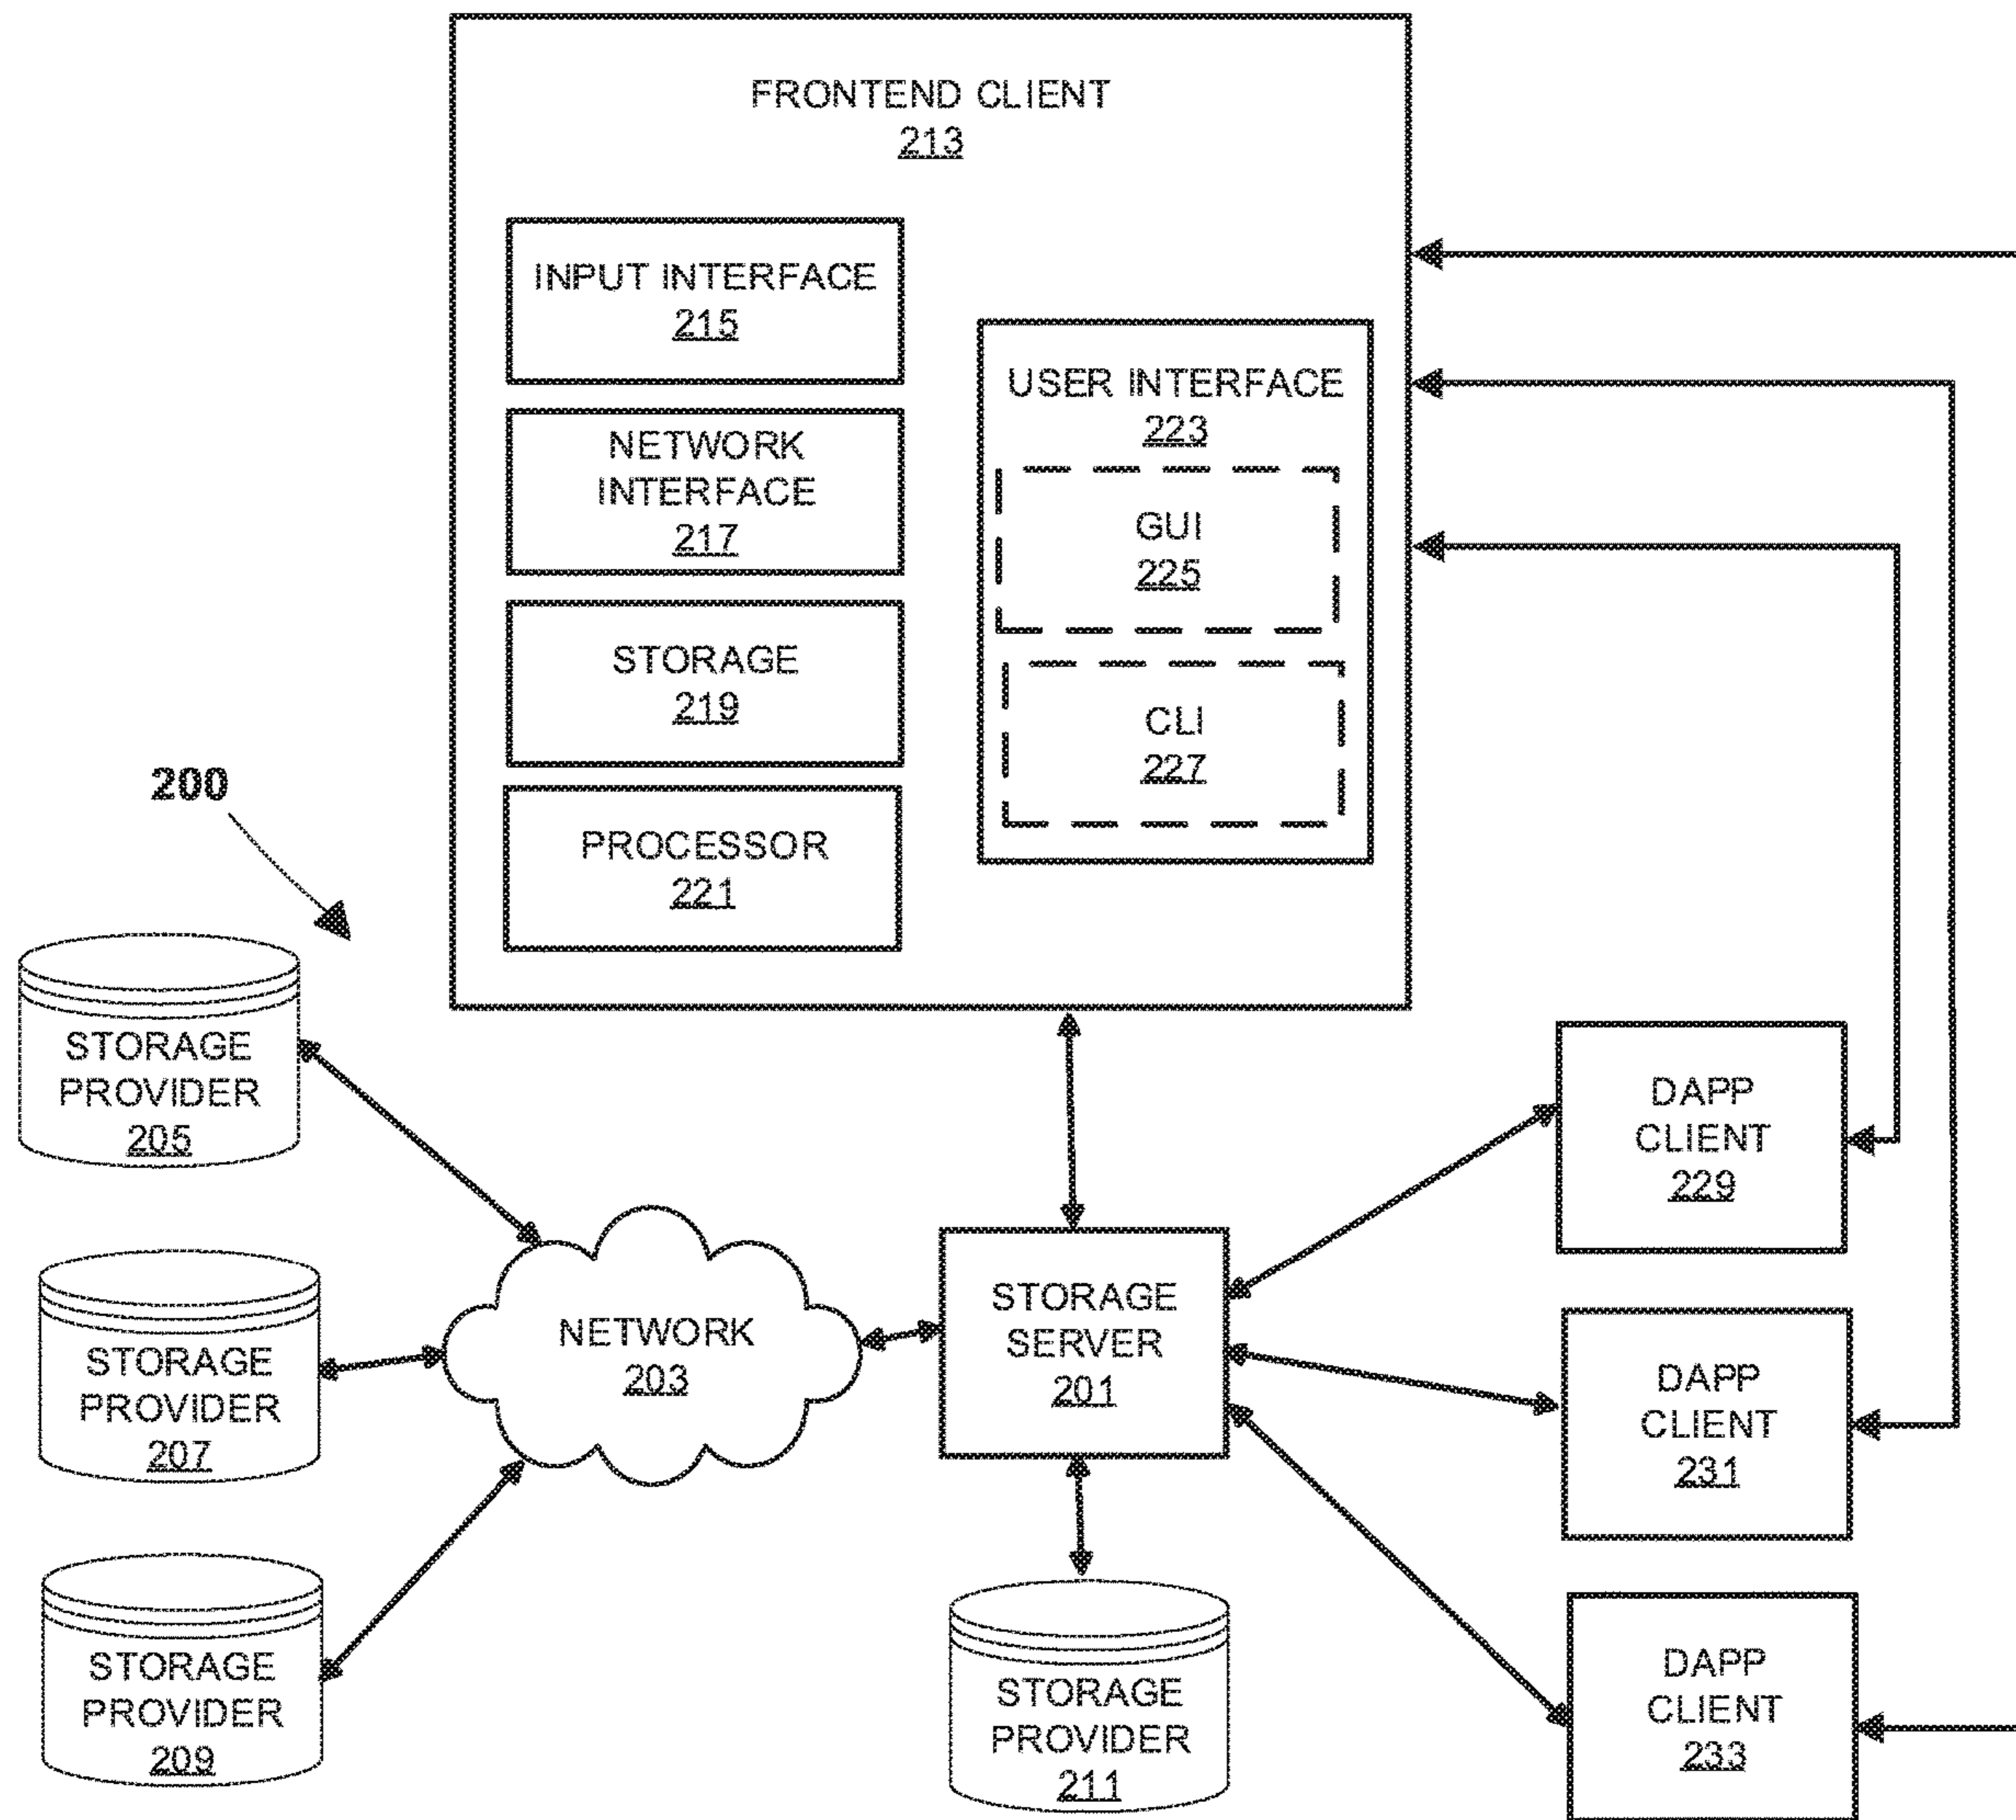 FRONTEND CLIENT
213
INPUT INTERFACE
215
NETWORK
INTERFACE
217
STORAGE
219
PROCESSOR
221
USER INTERFACE
223
GUI
225
CLI
227
200
STORAGE
PROVIDER
205
STORAGE
PROVIDER
207
STORAGE
PROVIDER
209
NETWORK
203
STORAGE
SERVER
201
STORAGE
PROVIDER
211
DAPP
CLIENT
229
DAPP
CLIENT
231
DAPP
CLIENT
233